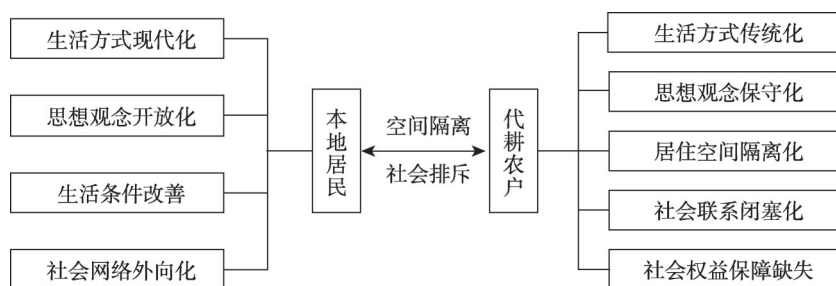 生活方式现代化
思想观念开放化
生活条件改善
社会网络外向化
本地居民
空间隔离
社会排斥
代耕农户
生活方式传统化
思想观念保守化
居住空间隔离化
社会联系闭塞化
社会权益保障缺失